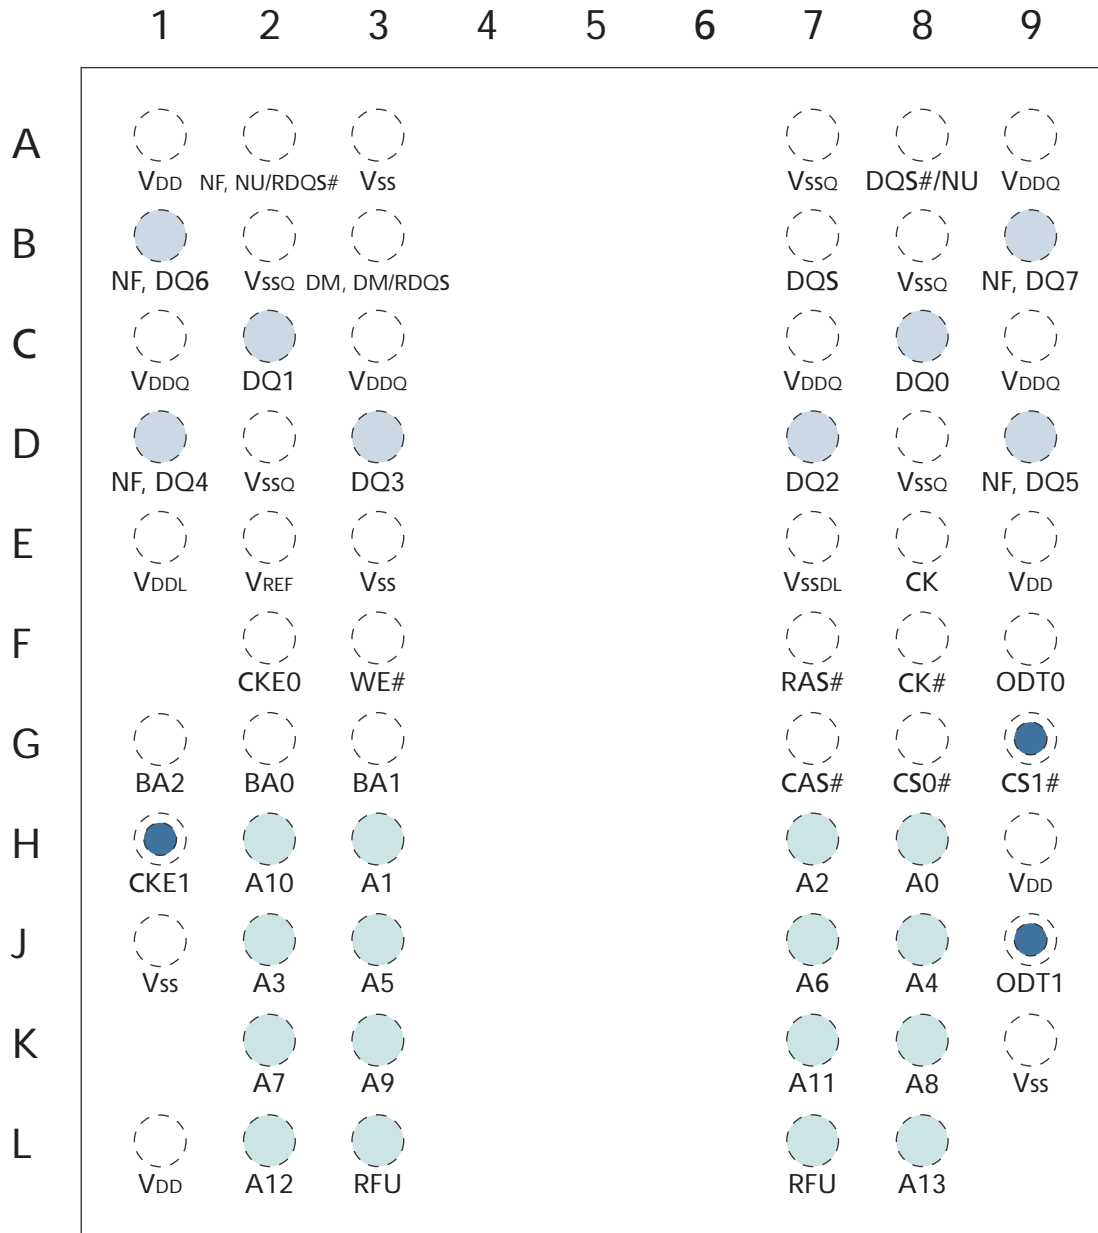 1 2 3 4 5 6 7 8 9
A
VDD NF, NU/RDQS# Vss VssQ DQS#/NU VDDQ
B
NF, DQ6 VssQ DM, DM/RDQS DQS VssQ NF, DQ7
C
VDDQ DQ1 VDDQ VDDQ DQ0 VDDQ
D
NF, DQ4 VssQ DQ3 DQ2 VssQ NF, DQ5
E
VDDL VREF Vss VssDL CK VDD
F
CKE0 WE# RAS# CK# ODT0
G
BA2 BA0 BA1 CAS# CS0# CS1#
H
CKE1 A10 A1 A2 A0 VDD
J
Vss A3 A5 A6 A4 ODT1
K
A7 A9 A11 A8 Vss
L
VDD A12 RFU RFU A13